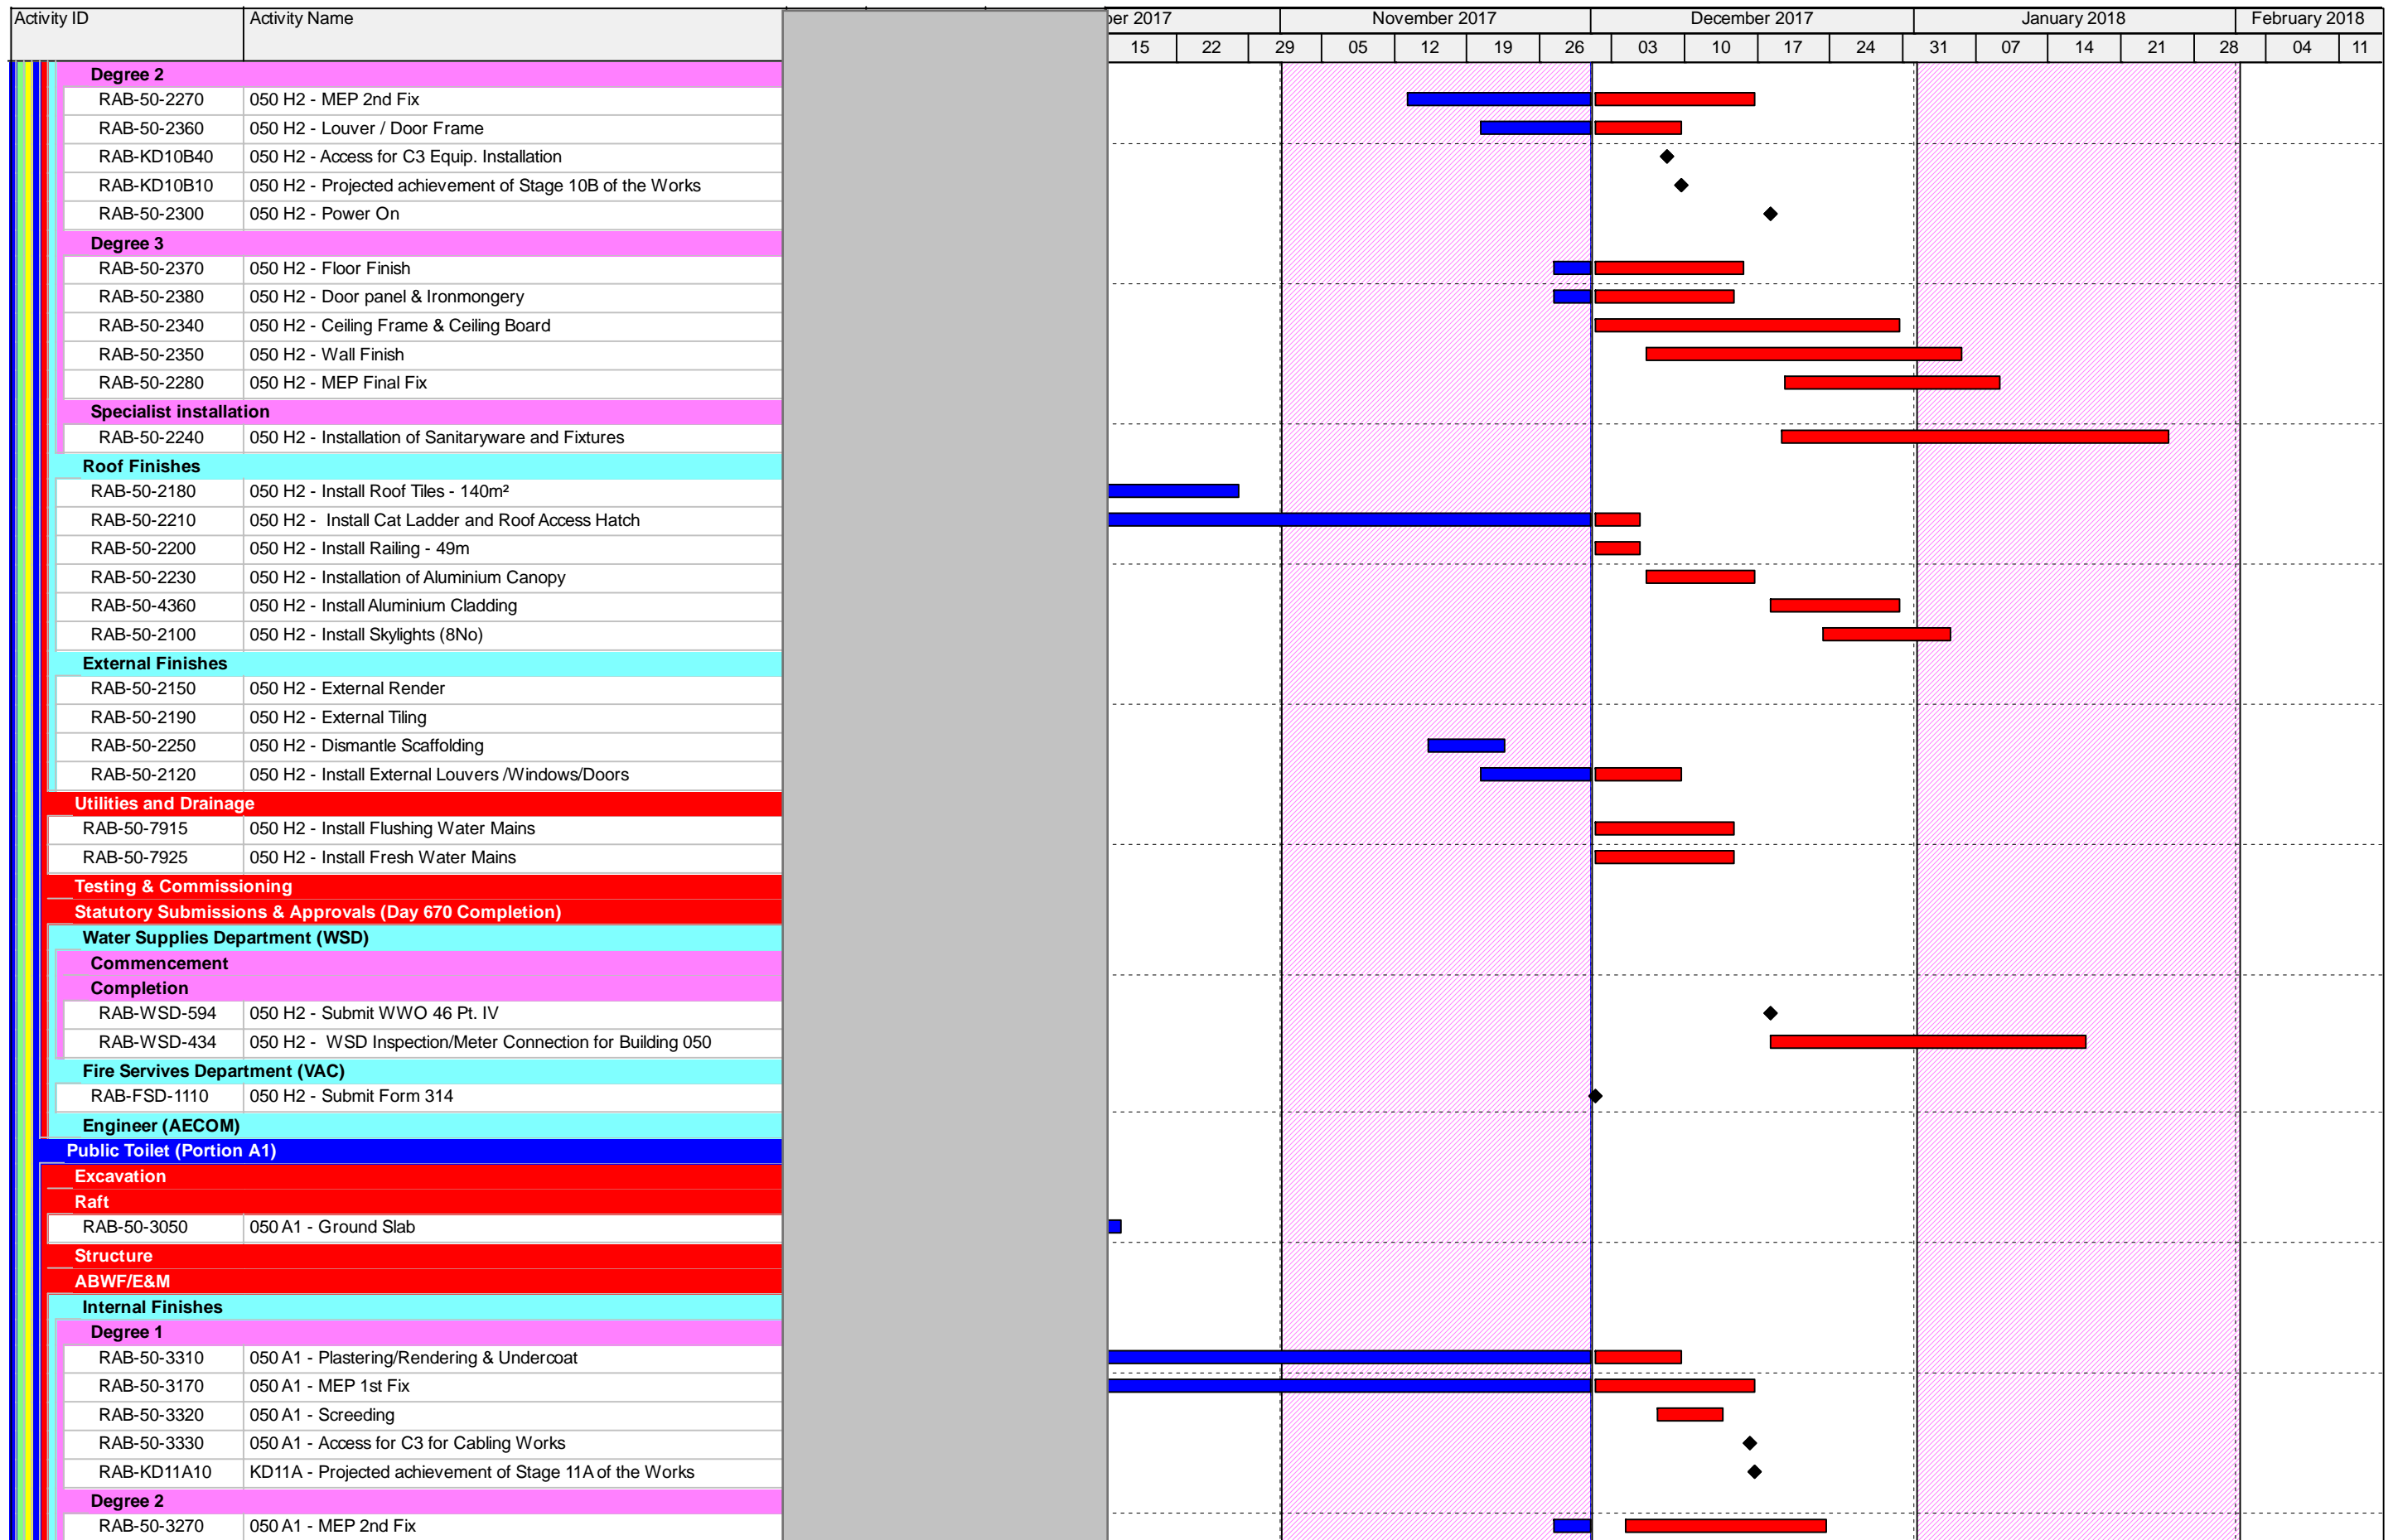 Activity ID Activity Name ber 2017 November 2017 December 2017 January 2018 February 2018
15 22 29 05 12 19 26 03 10 17 24 31 07 14 21 28 04 11
Degree 2
RAB-50-2270 050 H2 - MEP 2nd Fix
RAB-50-2360 050 H2 - Louver / Door Frame
RAB-KD10B40 050 H2 - Access for C3 Equip. Installation
RAB-KD10B10 050 H2 - Projected achievement of Stage 10B of the Works
RAB-50-2300 050 H2 - Power On
Degree 3
RAB-50-2370 050 H2 - Floor Finish
RAB-50-2380 050 H2 - Door panel & Ironmongery
RAB-50-2340 050 H2 - Ceiling Frame & Ceiling Board
RAB-50-2350 050 H2 - Wall Finish
RAB-50-2280 050 H2 - MEP Final Fix
Specialist installation
RAB-50-2240 050 H2 - Installation of Sanitaryware and Fixtures
Roof Finishes
RAB-50-2180 050 H2 - Install Roof Tiles - 140m²
RAB-50-2210 050 H2 - Install Cat Ladder and Roof Access Hatch
RAB-50-2200 050 H2 - Install Railing - 49m
RAB-50-2230 050 H2 - Installation of Aluminium Canopy
RAB-50-4360 050 H2 - Install Aluminium Cladding
RAB-50-2100 050 H2 - Install Skylights (8No)
External Finishes
RAB-50-2150 050 H2 - External Render
RAB-50-2190 050 H2 - External Tiling
RAB-50-2250 050 H2 - Dismantle Scaffolding
RAB-50-2120 050 H2 - Install External Louvers /Windows/Doors
Utilities and Drainage
RAB-50-7915 050 H2 - Install Flushing Water Mains
RAB-50-7925 050 H2 - Install Fresh Water Mains
Testing & Commissioning
Statutory Submissions & Approvals (Day 670 Completion)
Water Supplies Department (WSD)
Commencement
Completion
RAB-WSD-594 050 H2 - Submit WWO 46 Pt. IV
RAB-WSD-434 050 H2 - WSD Inspection/Meter Connection for Building 050
Fire Servives Department (VAC)
RAB-FSD-1110 050 H2 - Submit Form 314
Engineer (AECOM)
Public Toilet (Portion A1)
Excavation
Raft
RAB-50-3050 050 A1 - Ground Slab
Structure
ABWF/E&M
Internal Finishes
Degree 1
RAB-50-3310 050 A1 - Plastering/Rendering & Undercoat
RAB-50-3170 050 A1 - MEP 1st Fix
RAB-50-3320 050 A1 - Screeding
RAB-50-3330 050 A1 - Access for C3 for Cabling Works
RAB-KD11A10 KD11A - Projected achievement of Stage 11A of the Works
Degree 2
RAB-50-3270 050 A1 - MEP 2nd Fix